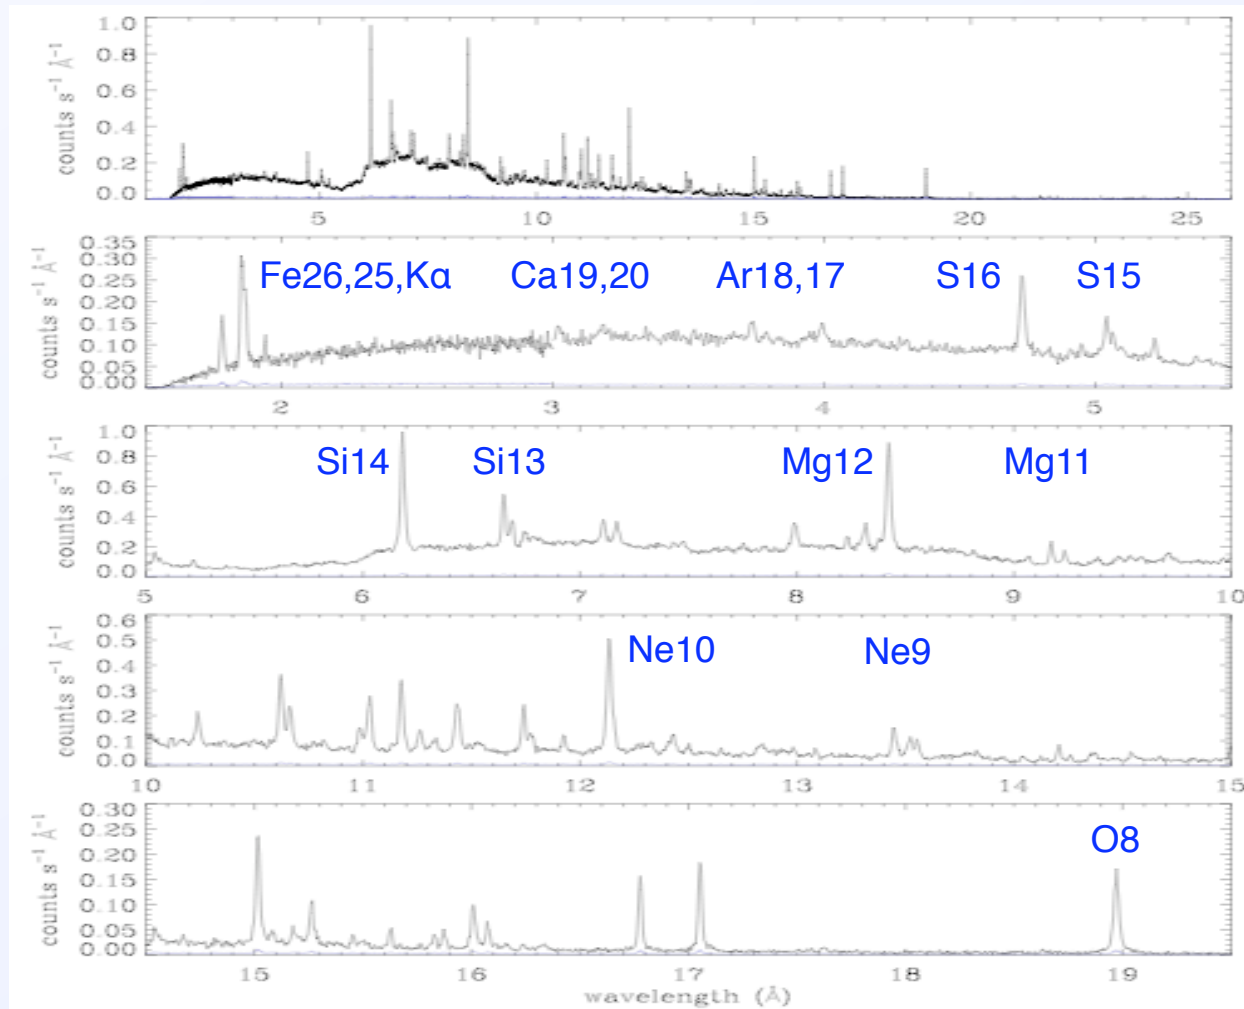 counts s⁻¹ Å⁻¹
1.0
0.8
0.6
0.4
0.2
0.0
5 10 15 20 25
counts s⁻¹ Å⁻¹
0.35
0.30
0.25
0.20
0.15
0.10
0.05
0.00
Fe26,25,Kα Ca19,20 Ar18,17 S16 S15
2 3 4 5
counts s⁻¹ Å⁻¹
1.0
0.8
0.6
0.4
0.2
0.0
Si14 Si13 Mg12 Mg11
5 6 7 8 9 10
counts s⁻¹ Å⁻¹
0.6
0.5
0.4
0.3
0.2
0.1
0.0
Ne10 Ne9
10 11 12 13 14 15
counts s⁻¹ Å⁻¹
0.30
0.25
0.20
0.15
0.10
0.05
0.00
O8
15 16 17 18 19
wavelength (Å)